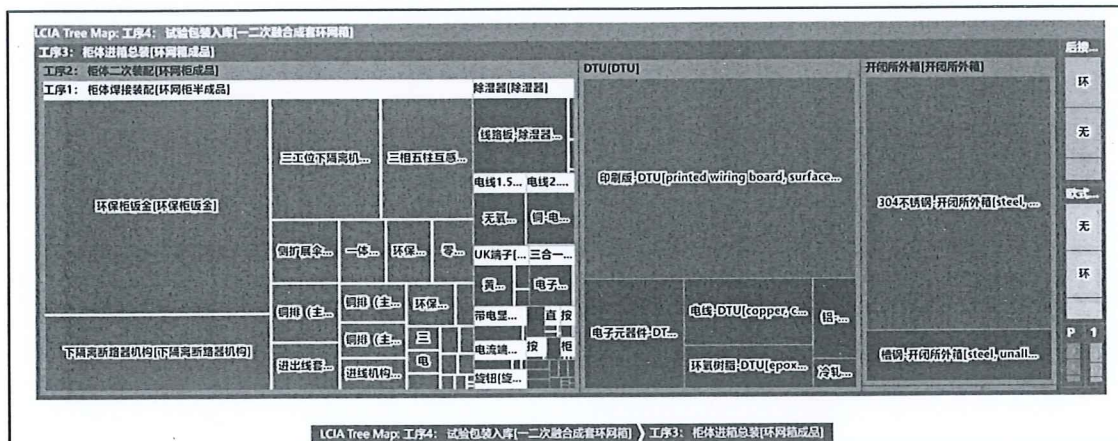 LCIA Tree Map: 工序4： 试验包装入库[一二次融合成套环网箱]
工序3： 柜体进箱总装[环网箱成品]
工序2： 柜体二次装配[环网柜成品]
工序1： 柜体焊接装配[环网柜半成品]
环保柜钣金[环保柜钣金]
下隔离断路器机构[下隔离断路器机构]
三工位下隔离机...
三相五柱互感...
侧扩展伞...
一体...
环保...
零...
铜排（主...
铜排（主...
环保...
铜排（主...
三
进出线套...
进线机构...
电
除湿器[除湿器]
线路板-除湿器...
电线1.5...
电线2....
无氧...
铜-电...
UK端子[...
三合一...
黄...
电子...
带电显...
直
按
电流端...
按
柜
旋钮[旋...
DTU[DTU]
印刷版-DTU[printed wiring board, surface...
电子元器件-DT...
电线-DTU[copper, c...
铝-...
环氧树脂-DTU[epox...
冷轧...
开闭所外箱[开闭所外箱]
304不锈钢-开闭所外箱[steel, ...
槽钢-开闭所外箱[steel, unall...
后接...
环
无
欧式...
无
环
P
1
LCIA Tree Map: 工序4： 试验包装入库[一二次融合成套环网箱] 〉 工序3： 柜体进箱总装[环网箱成品]